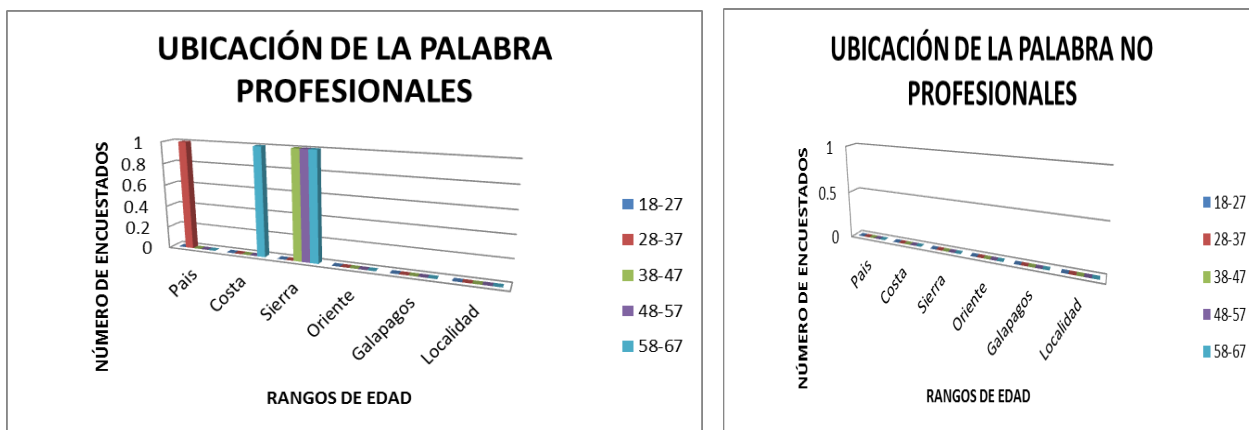 UBICACIÓN DE LA PALABRA
PROFESIONALES
NÚMERO DE ENCUESTADOS
1
0.8
0.6
0.4
0.2
0
Pais
Costa
Sierra
Oriente
Galapagos
Localidad
RANGOS DE EDAD
18-27
28-37
38-47
48-57
58-67
UBICACIÓN DE LA PALABRA NO
PROFESIONALES
NÚMERO DE ENCUESTADOS
1
0.5
0
Pais
Costa
Sierra
Oriente
Galapagos
Localidad
RANGOS DE EDAD
18-27
28-37
38-47
48-57
58-67